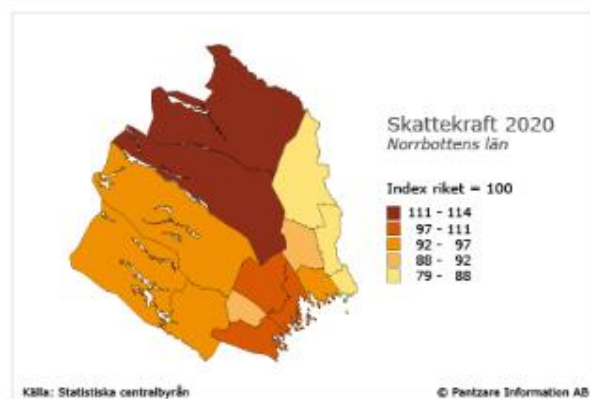 Skattekraft 2020
Norrbottens län
Index riket = 100
111 - 114
97 - 111
92 - 97
88 - 92
79 - 88
Källa: Statistiska centralbyrån
© Pantzare Information AB